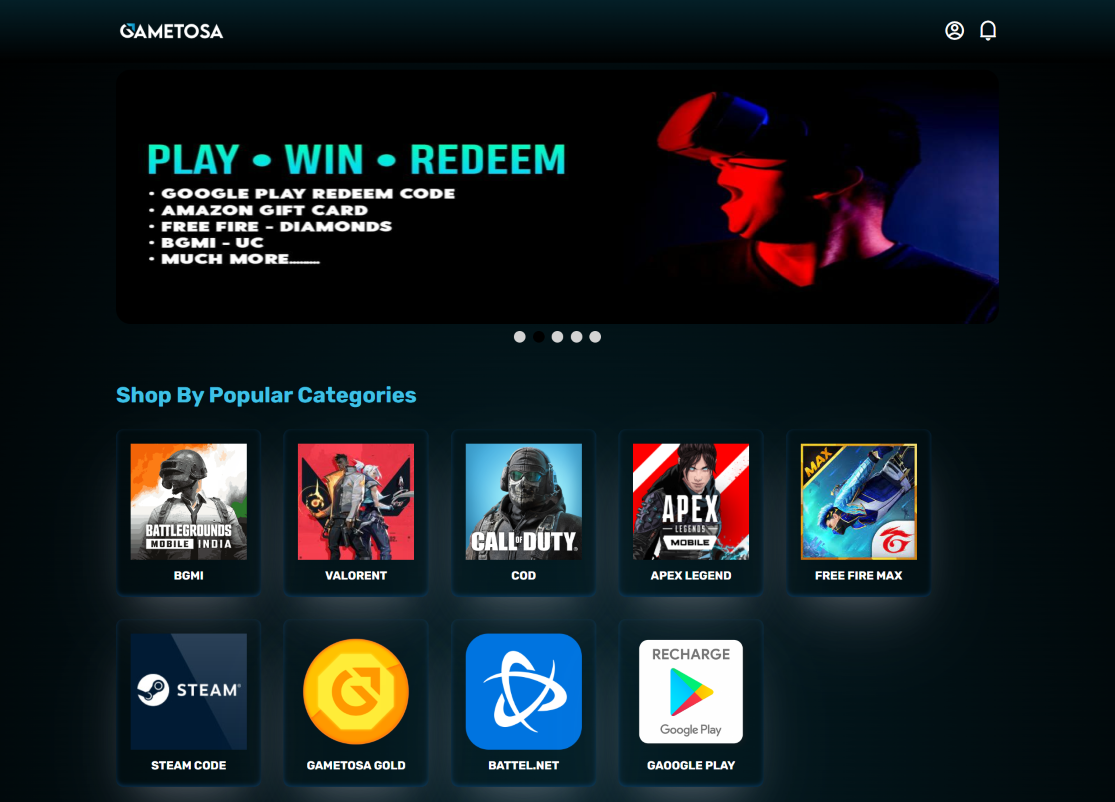 GAMETOSA
PLAY • WIN • REDEEM
• GOOGLE PLAY REDEEM CODE
• AMAZON GIFT CARD
• FREE FIRE - DIAMONDS
• BGMI - UC
• MUCH MORE........
Shop By Popular Categories
BATTLEGROUNDS
MOBILE INDIA
CALL OF DUTY
APEX
LEGENDS
MOBILE
MAX
BGMI
VALORENT
COD
APEX LEGEND
FREE FIRE MAX
STEAM
RECHARGE
Google Play
STEAM CODE
GAMETOSA GOLD
BATTEL.NET
GAOOGLE PLAY